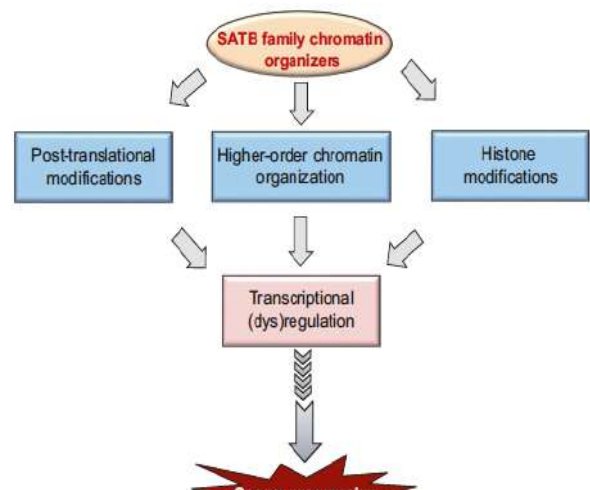 SATB family chromatin
organizers
Post-translational
modifications
Higher-order chromatin
organization
Histone
modifications
Transcriptional
(dys)regulation